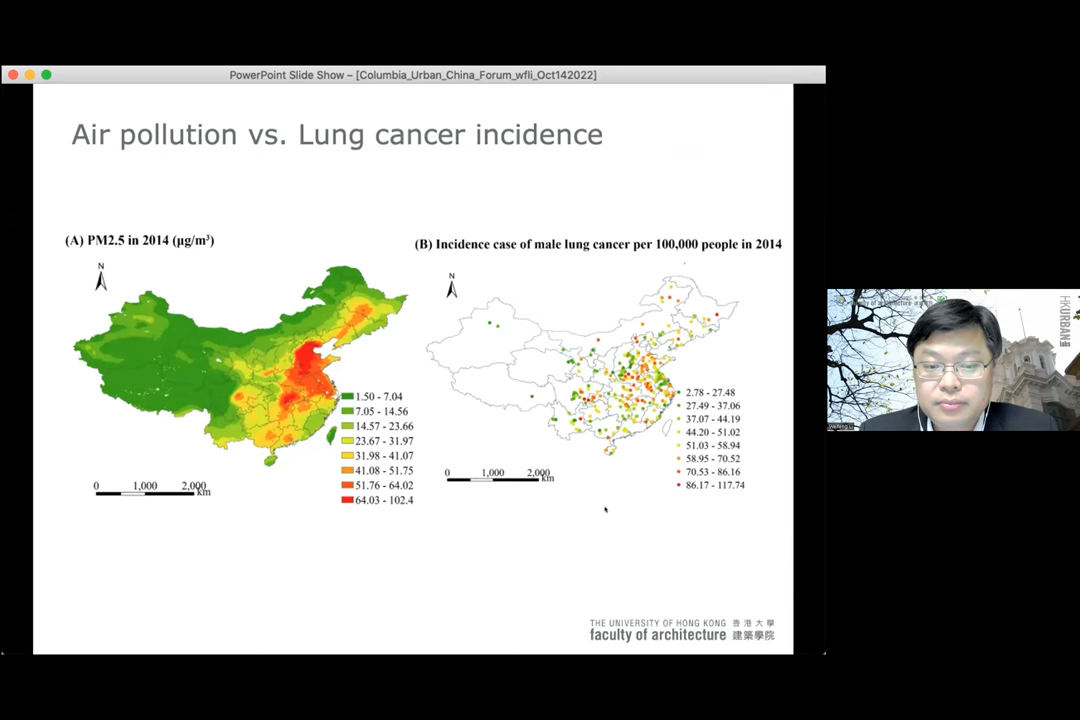 PowerPoint Slide Show – [Columbia_Urban_China_Forum_wfli_Oct142022]
Air pollution vs. Lung cancer incidence
(A) PM2.5 in 2014 (μg/m³)
N
1.50 - 7.04
7.05 - 14.56
14.57 - 23.66
23.67 - 31.97
31.98 - 41.07
41.08 - 51.75
51.76 - 64.02
64.03 - 102.4
0 1,000 2,000
km
(B) Incidence case of male lung cancer per 100,000 people in 2014
N
2.78 - 27.48
27.49 - 37.06
37.07 - 44.19
44.20 - 51.02
51.03 - 58.94
58.95 - 70.52
70.53 - 86.16
86.17 - 117.74
0 1,000 2,000
km
THE UNIVERSITY OF HONG KONG 香港大學
faculty of architecture 建築學院
faculty of architecture
HKURBAN
Weifeng Li